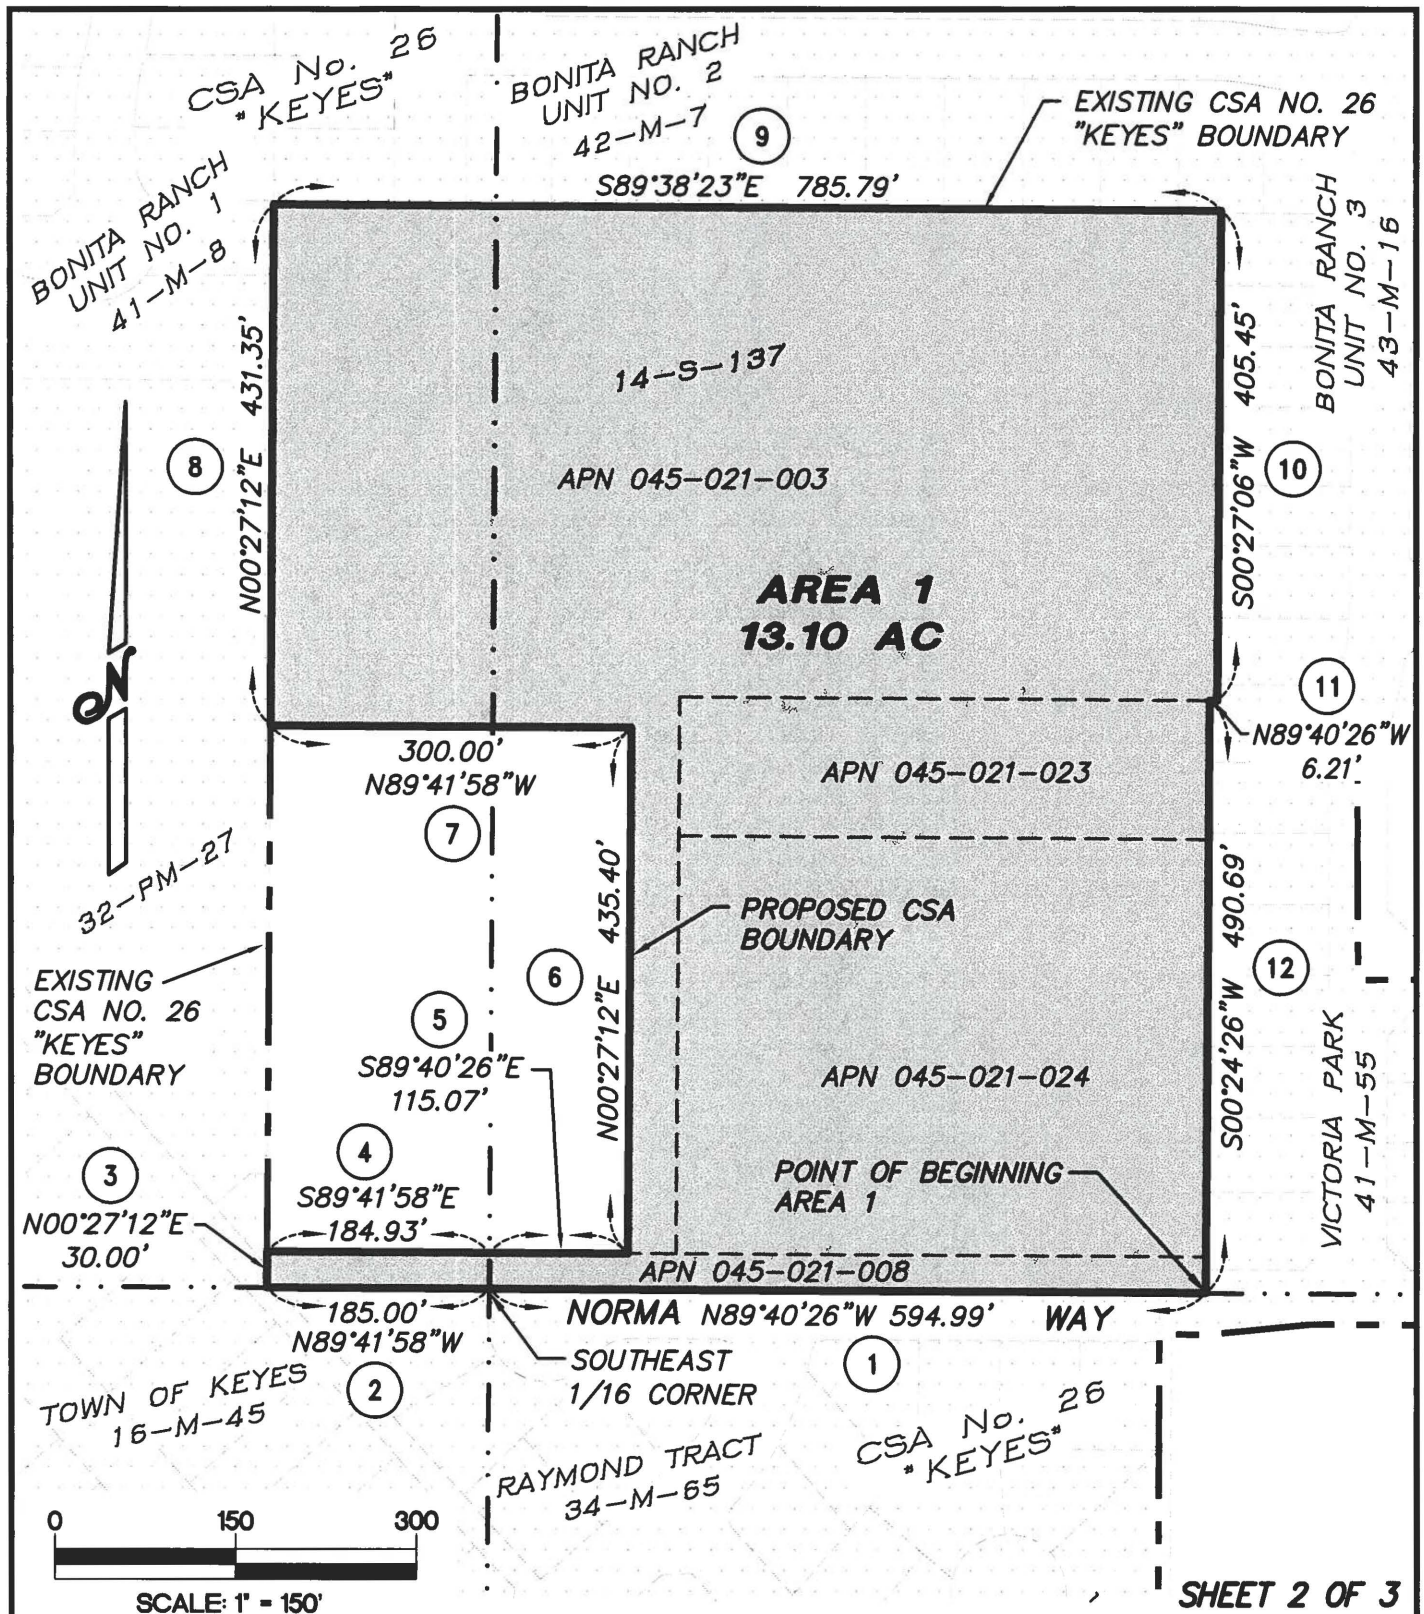 CSA No. 26
"KEYES"
BONITA RANCH
UNIT NO. 2
42-M-7
9
EXISTING CSA NO. 26
"KEYES" BOUNDARY
S89°38'23"E 785.79'
BONITA RANCH
UNIT NO. 1
41-M-8
BONITA RANCH
UNIT NO. 3
43-M-16
N00°27'12"E 431.35'
8
14-S-137
APN 045-021-003
S00°27'06"W 405.45'
10
AREA 1
13.10 AC
N
11
N89°40'26"W
6.21'
300.00'
N89°41'58"W
7
APN 045-021-023
32-PM-27
PROPOSED CSA
BOUNDARY
N00°27'12"E 435.40'
6
S00°24'26"W 490.69'
12
EXISTING
CSA NO. 26
"KEYES"
BOUNDARY
5
S89°40'26"E
115.07'
APN 045-021-024
VICTORIA PARK
41-M-55
4
S89°41'58"E
184.93'
3
N00°27'12"E
30.00'
POINT OF BEGINNING
AREA 1
APN 045-021-008
185.00'
N89°41'58"W
2
NORMA N89°40'26"W 594.99' WAY
1
SOUTHEAST
1/16 CORNER
TOWN OF KEYES
16-M-45
RAYMOND TRACT
34-M-65
CSA No. 26
"KEYES"
0 150 300
SCALE: 1" = 150'
SHEET 2 OF 3